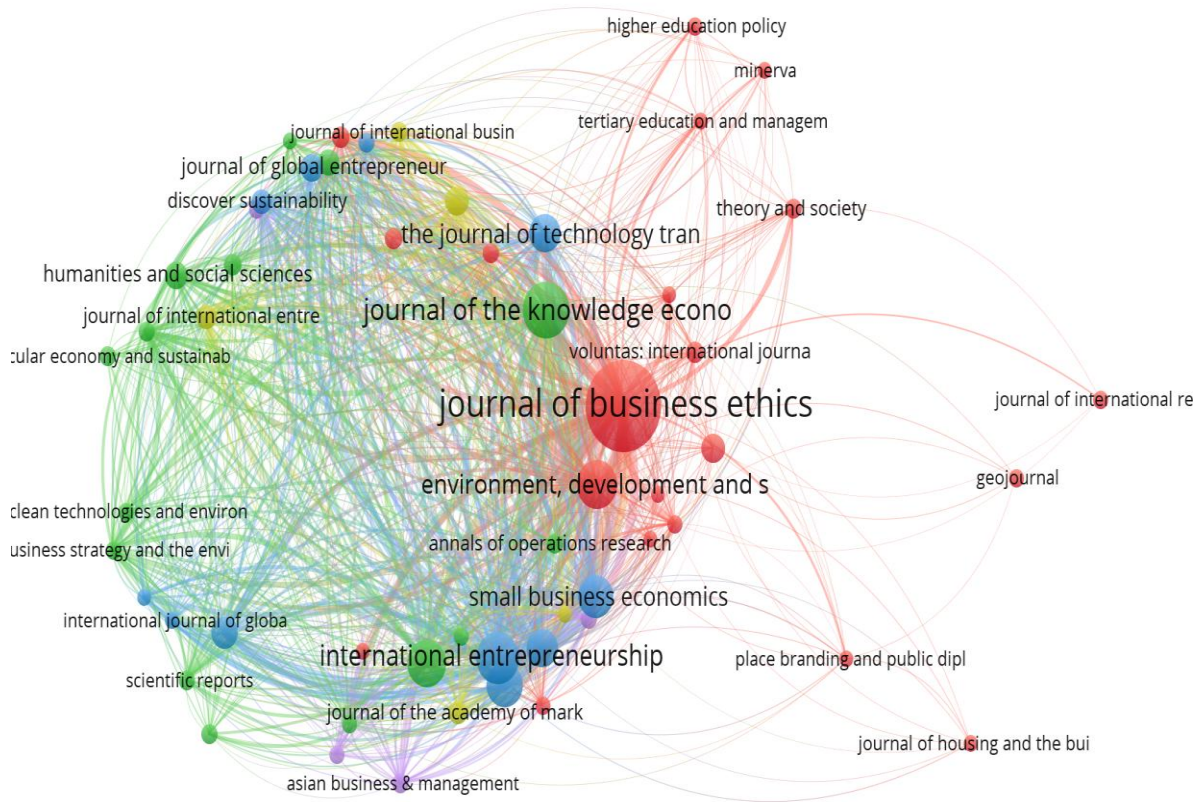 higher education policy
minerva
tertiary education and managem
journal of international busin
journal of global entrepreneur
discover sustainability
theory and society
the journal of technology tran
humanities and social sciences
journal of the knowledge econo
journal of international entre
voluntas: international journa
cular economy and sustainab
journal of business ethics
journal of international re
geojournal
environment, development and s
clean technologies and environ
annals of operations research
usiness strategy and the envi
small business economics
international journal of globa
international entrepreneurship
place branding and public dipl
scientific reports
journal of the academy of mark
journal of housing and the bui
asian business & management